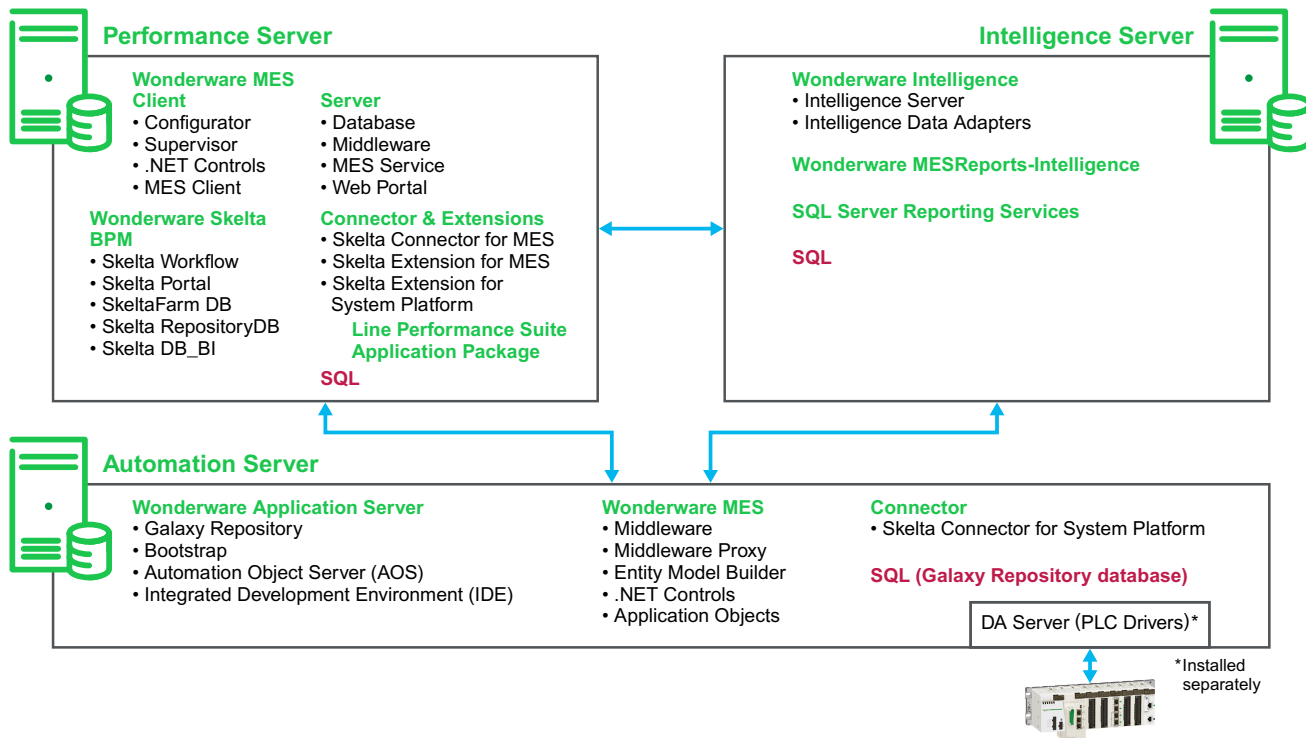 Performance Server
Wonderware MES
Client
• Configurator
• Supervisor
• .NET Controls
• MES Client
Server
• Database
• Middleware
• MES Service
• Web Portal
Wonderware Skelta
BPM
• Skelta Workflow
• Skelta Portal
• SkeltaFarm DB
• Skelta RepositoryDB
• Skelta DB_BI
Connector & Extensions
• Skelta Connector for MES
• Skelta Extension for MES
• Skelta Extension for
System Platform
Line Performance Suite
Application Package
SQL
Intelligence Server
Wonderware Intelligence
• Intelligence Server
• Intelligence Data Adapters
Wonderware MESReports-Intelligence
SQL Server Reporting Services
SQL
Automation Server
Wonderware Application Server
• Galaxy Repository
• Bootstrap
• Automation Object Server (AOS)
• Integrated Development Environment (IDE)
Wonderware MES
• Middleware
• Middleware Proxy
• Entity Model Builder
• .NET Controls
• Application Objects
Connector
• Skelta Connector for System Platform
SQL (Galaxy Repository database)
DA Server (PLC Drivers)*
*Installed
separately